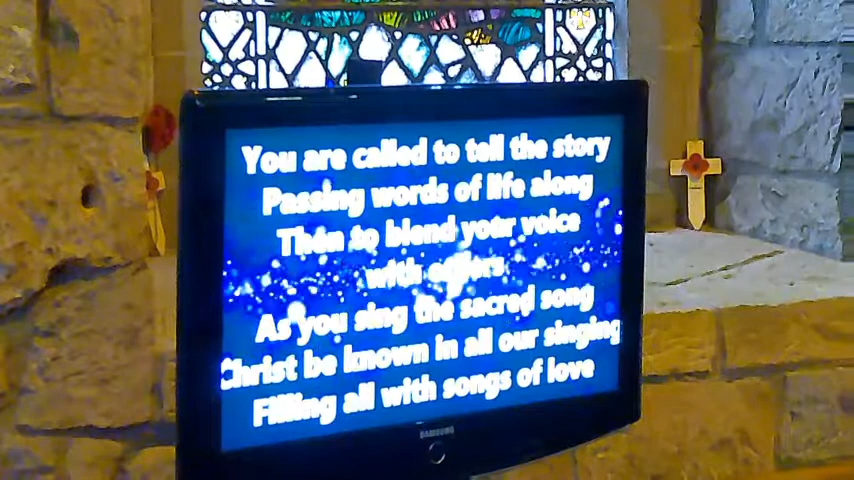 You are called to tell the story
Passing words of life along
Then to blend your voice
with others
As you sing the sacred song
Christ be known in all our singing
Filling all with songs of love
SAMSUNG